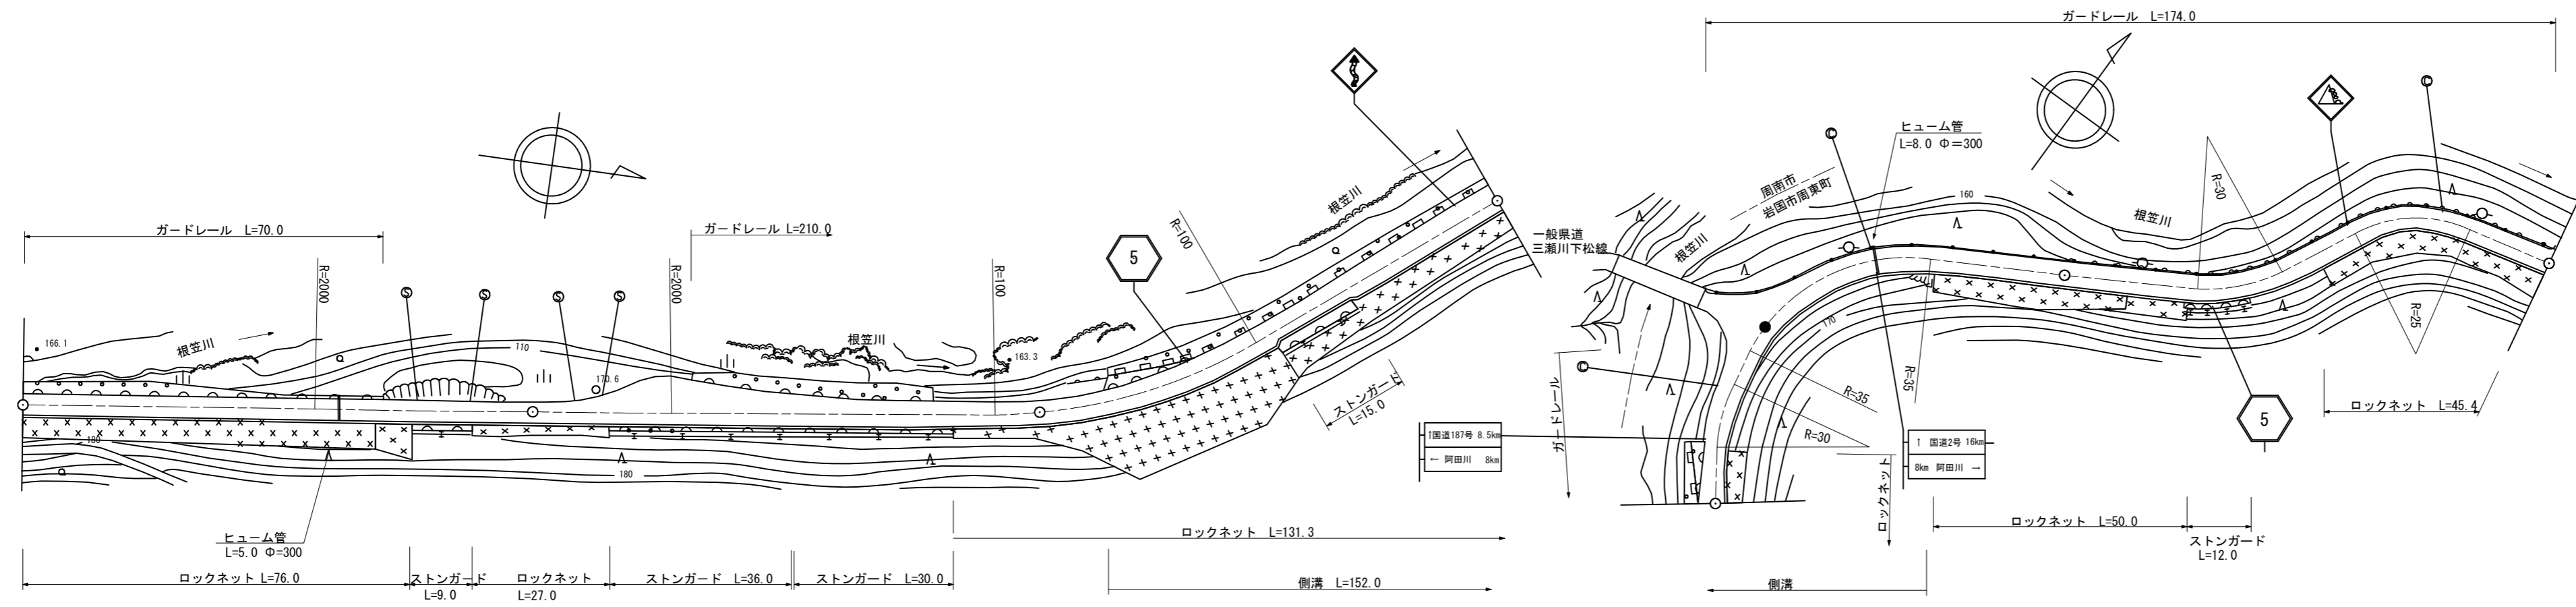 ガードレール L=174.0
ガードレール L=70.0
ガードレール L=210.0
R=2000
R=2000
R=100
R=100
S
S
S
S
5
166.1
根笠川
110
170.6
根笠川
163.3
根笠川
180
180
ヒューム管
L=5.0 Φ=300
ストンガード
L=15.0
ロックネット L=131.3
ロックネット L=76.0
ストンガード
L=9.0
ロックネット
L=27.0
ストンガード L=36.0
ストンガード L=30.0
側溝 L=152.0
一般県道
三瀬川下松線
根笠川
周南市
岩国市周東町
C
ヒューム管
L=8.0 Φ=300
160
根笠川
R=30
C
170
R=35
R=35
R=30
R=25
C
ガードレール
↑国道187号 8.5km
← 阿田川 8km
ロックネット
↑ 国道2号 16km
8km 阿田川 →
5
ロックネット L=45.4
ロックネット L=50.0
ストンガード
L=12.0
側溝